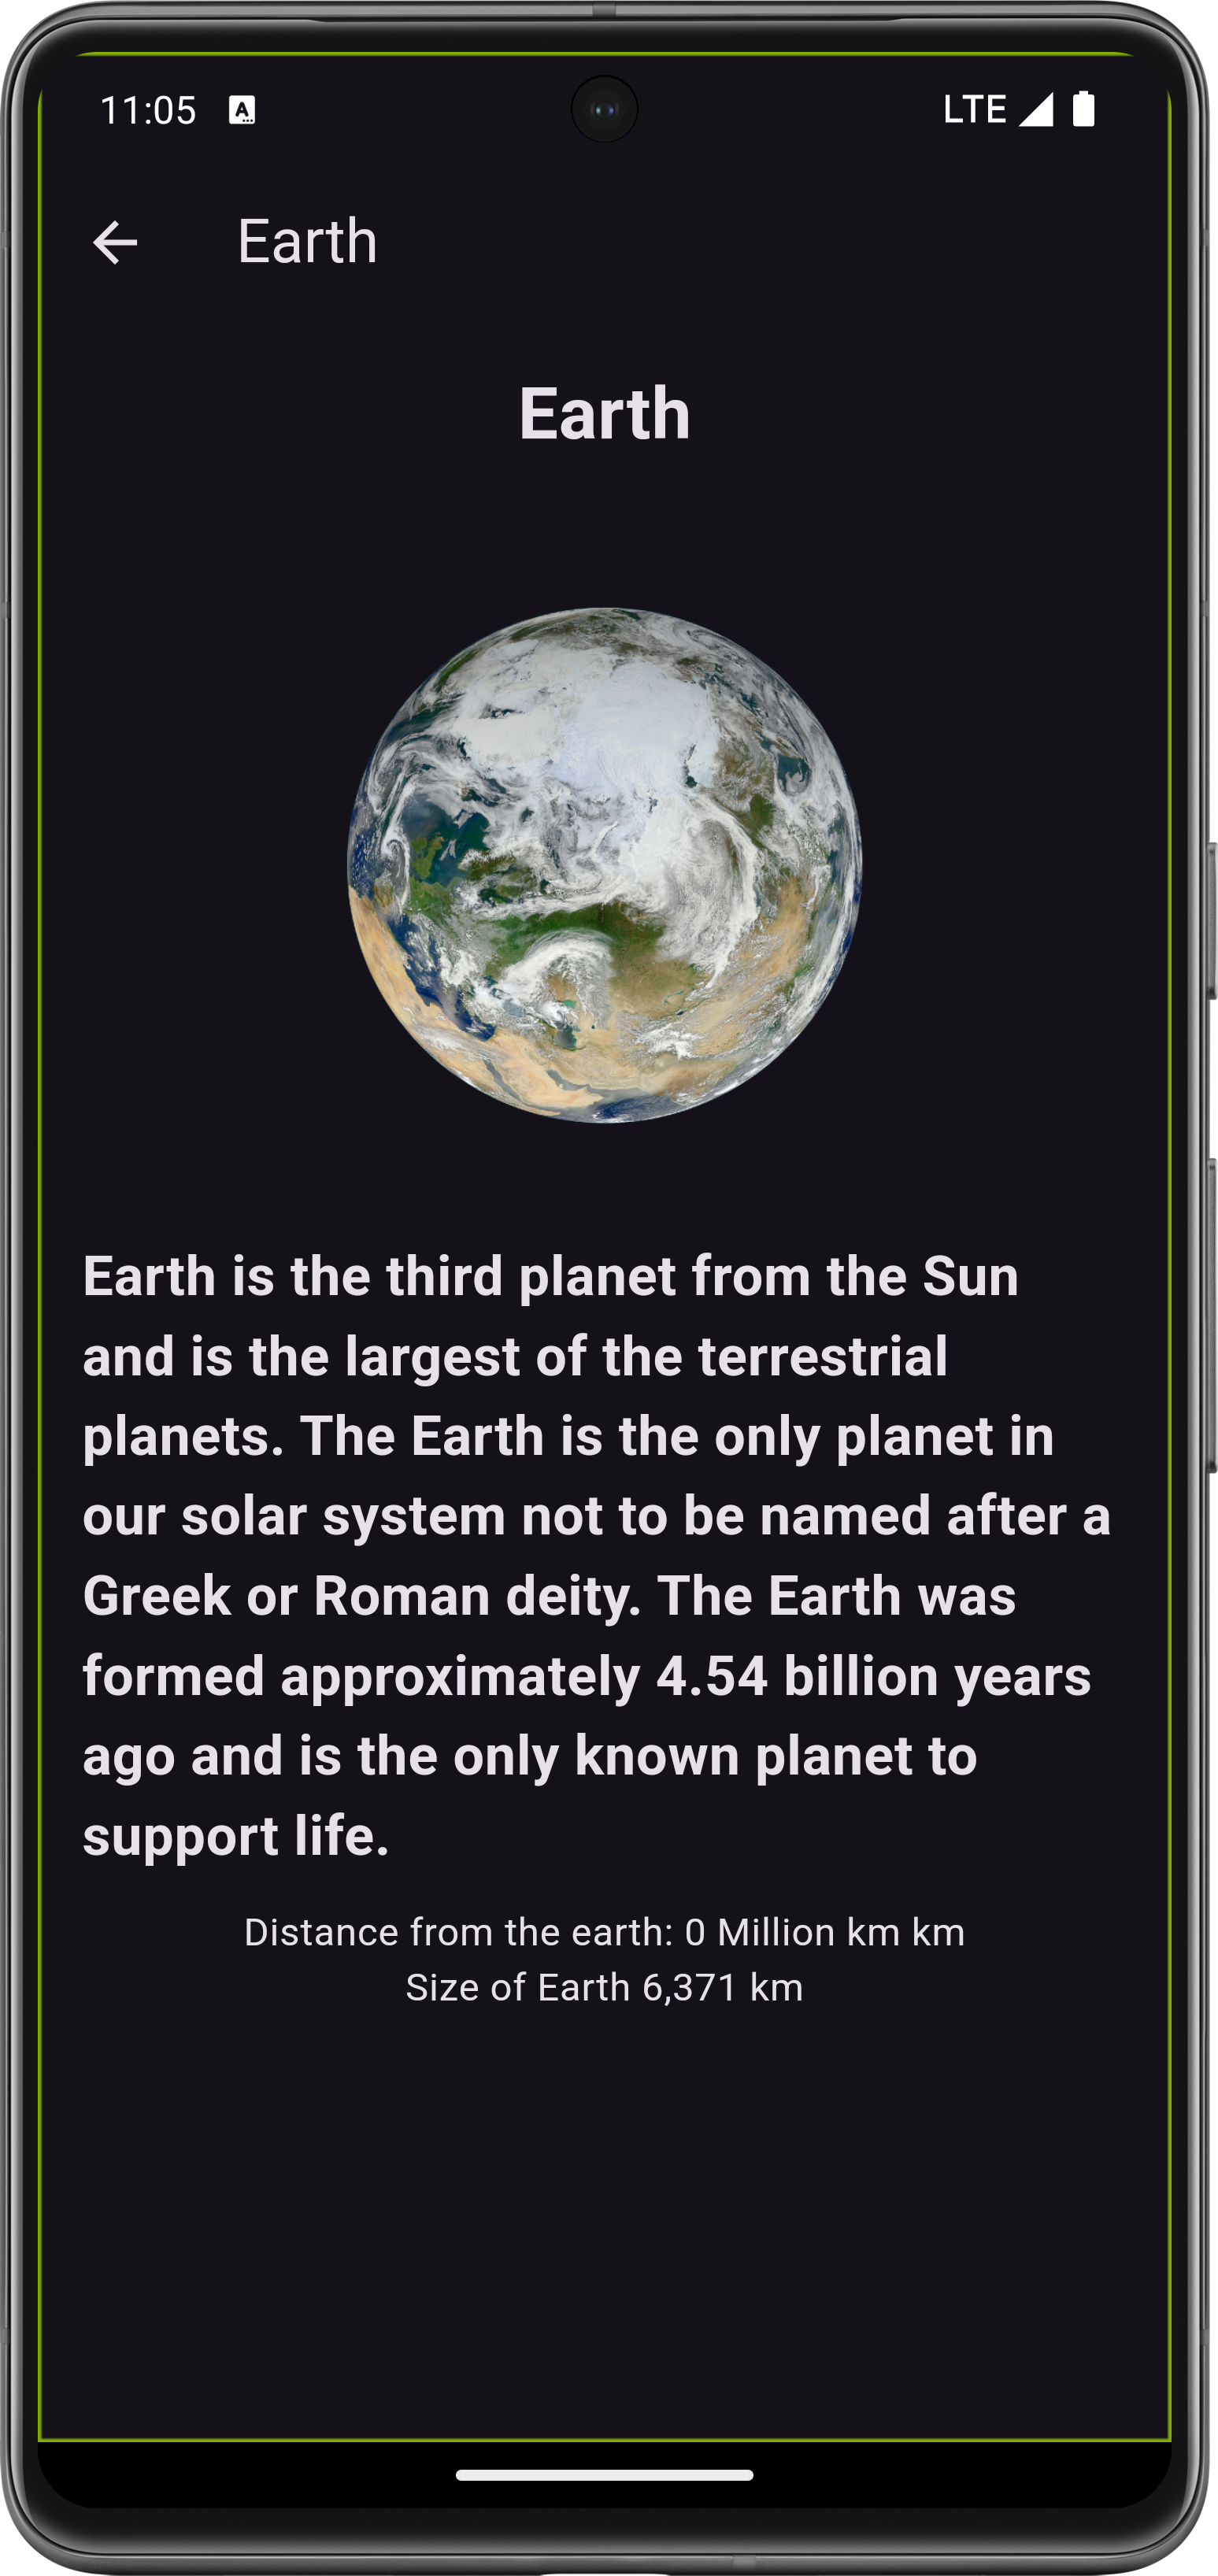 11:05 A LTE
Earth
Earth
Earth is the third planet from the Sun
and is the largest of the terrestrial
planets. The Earth is the only planet in
our solar system not to be named after a
Greek or Roman deity. The Earth was
formed approximately 4.54 billion years
ago and is the only known planet to
support life.
Distance from the earth: 0 Million km km
Size of Earth 6,371 km